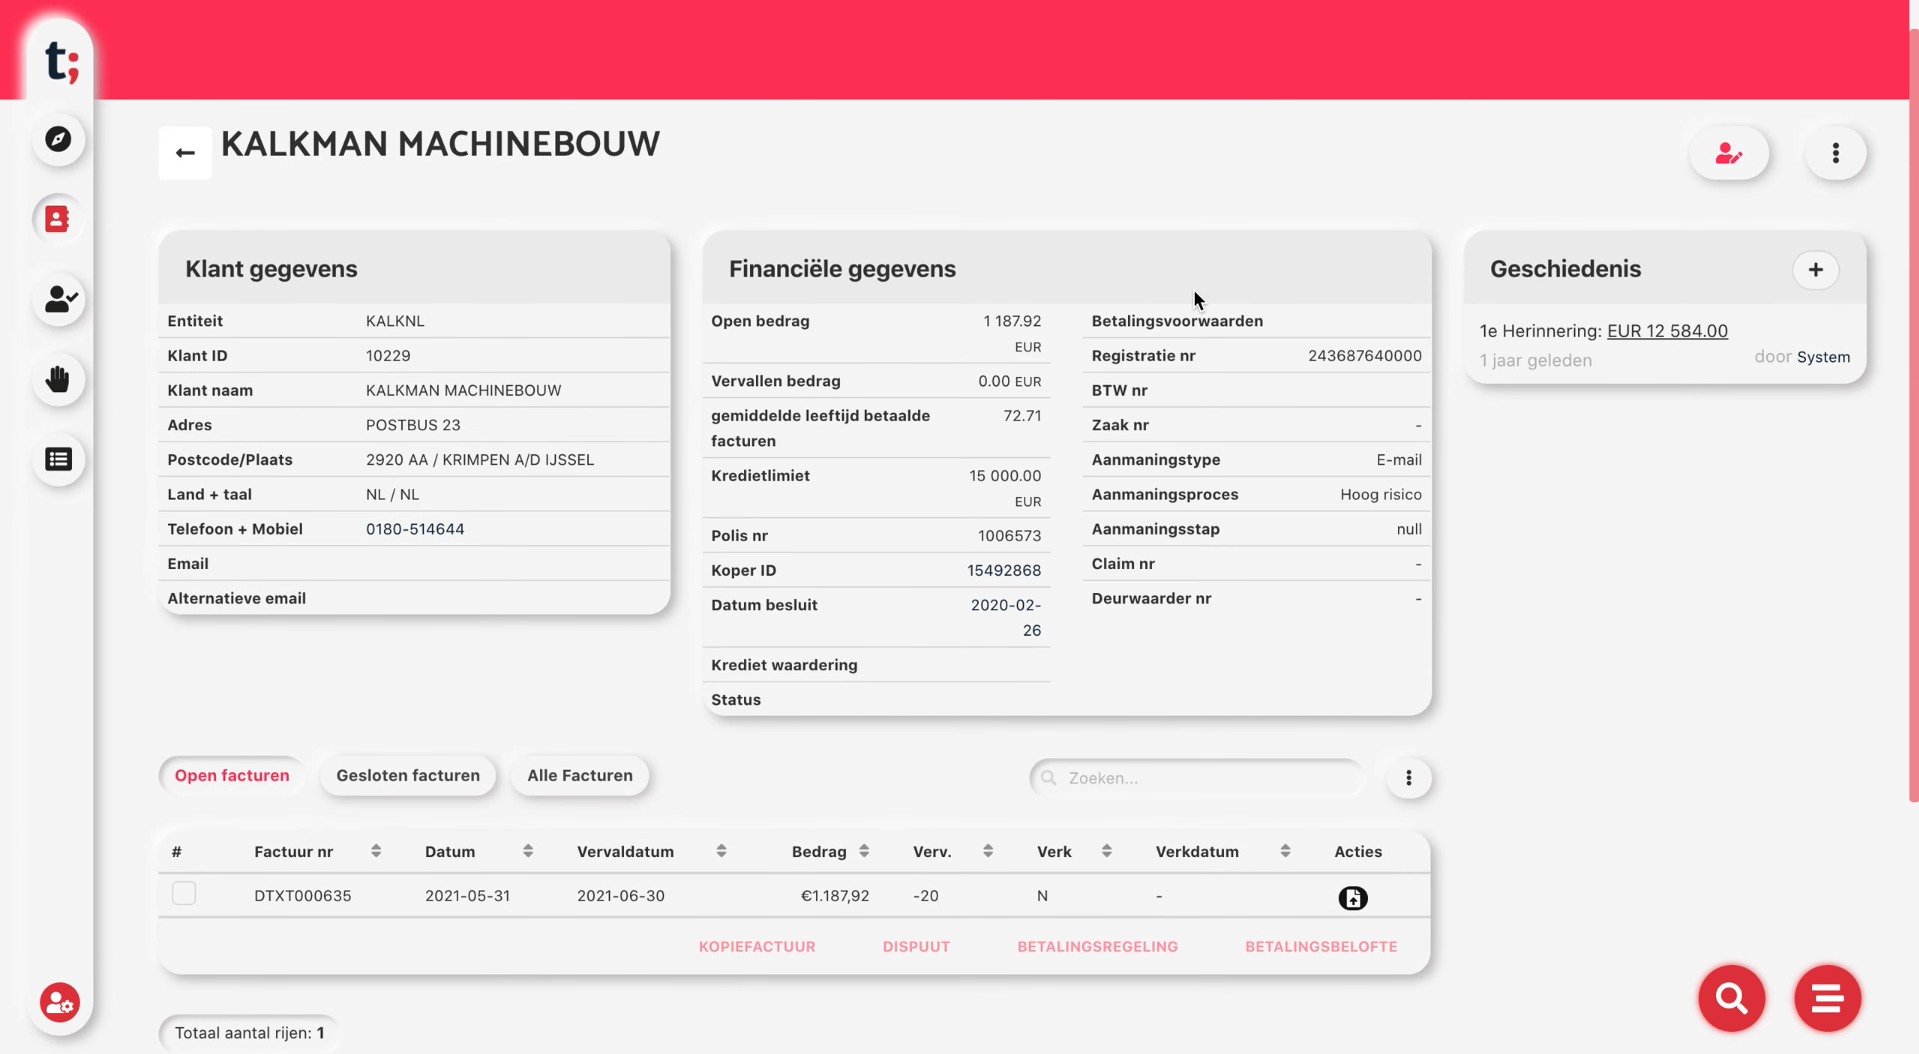 t;
KALKMAN MACHINEBOUW
Klant gegevens
Entiteit KALKNL
Klant ID 10229
Klant naam KALKMAN MACHINEBOUW
Adres POSTBUS 23
Postcode/Plaats 2920 AA / KRIMPEN A/D IJSSEL
Land + taal NL / NL
Telefoon + Mobiel 0180-514644
Email
Alternatieve email
Financiële gegevens
Open bedrag 1 187.92
EUR
Vervallen bedrag 0.00 EUR
gemiddelde leeftijd betaalde 72.71
facturen
Kredietlimiet 15 000.00
EUR
Polis nr 1006573
Koper ID 15492868
Datum besluit 2020-02-
26
Krediet waardering
Status
Betalingsvoorwaarden
Registratie nr 243687640000
BTW nr
Zaak nr -
Aanmaningstype E-mail
Aanmaningsproces Hoog risico
Aanmaningsstap null
Claim nr -
Deurwaarder nr -
Geschiedenis
1e Herinnering: EUR 12 584.00
1 jaar geleden door System
Open facturen Gesloten facturen Alle Facturen Zoeken...
# Factuur nr Datum Vervaldatum Bedrag Verv. Verk Verkdatum Acties
DTXT000635 2021-05-31 2021-06-30 €1.187,92 -20 N -
KOPIEFACTUUR DISPUUT BETALINGSREGELING BETALINGSBELOFTE
Totaal aantal rijen: 1